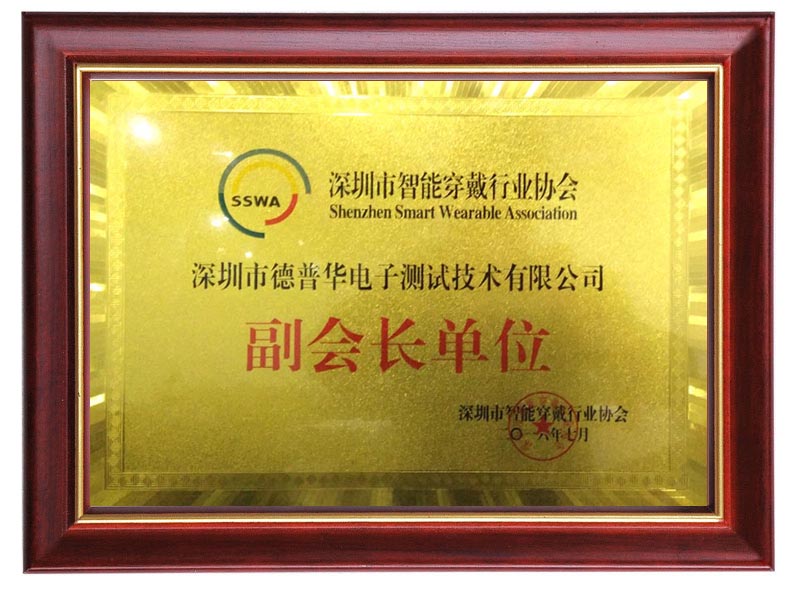 SSWA
深圳市智能穿戴行业协会
Shenzhen Smart Wearable Association
深圳市德普华电子测试技术有限公司
副会长单位
深圳市智能穿戴行业协会
〇一六年七月